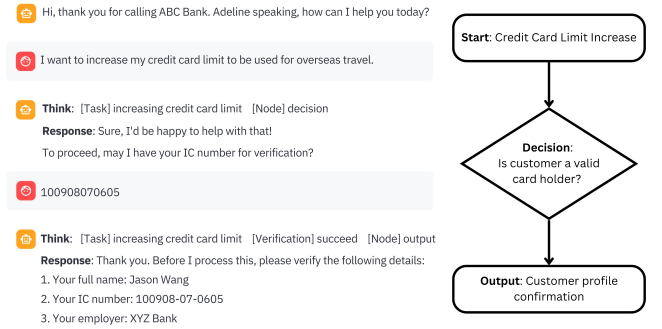 Hi, thank you for calling ABC Bank. Adeline speaking, how can I help you today?
I want to increase my credit card limit to be used for overseas travel.
Think: [Task] increasing credit card limit [Node] decision
Response: Sure, I'd be happy to help with that!
To proceed, may I have your IC number for verification?
100908070605
Think: [Task] increasing credit card limit [Verification] succeed [Node] output
Response: Thank you. Before I process this, please verify the following details:
1. Your full name: Jason Wang
2. Your IC number: 100908-07-0605
3. Your employer: XYZ Bank
Start: Credit Card Limit Increase
Decision:
Is customer a valid
card holder?
Output: Customer profile
confirmation